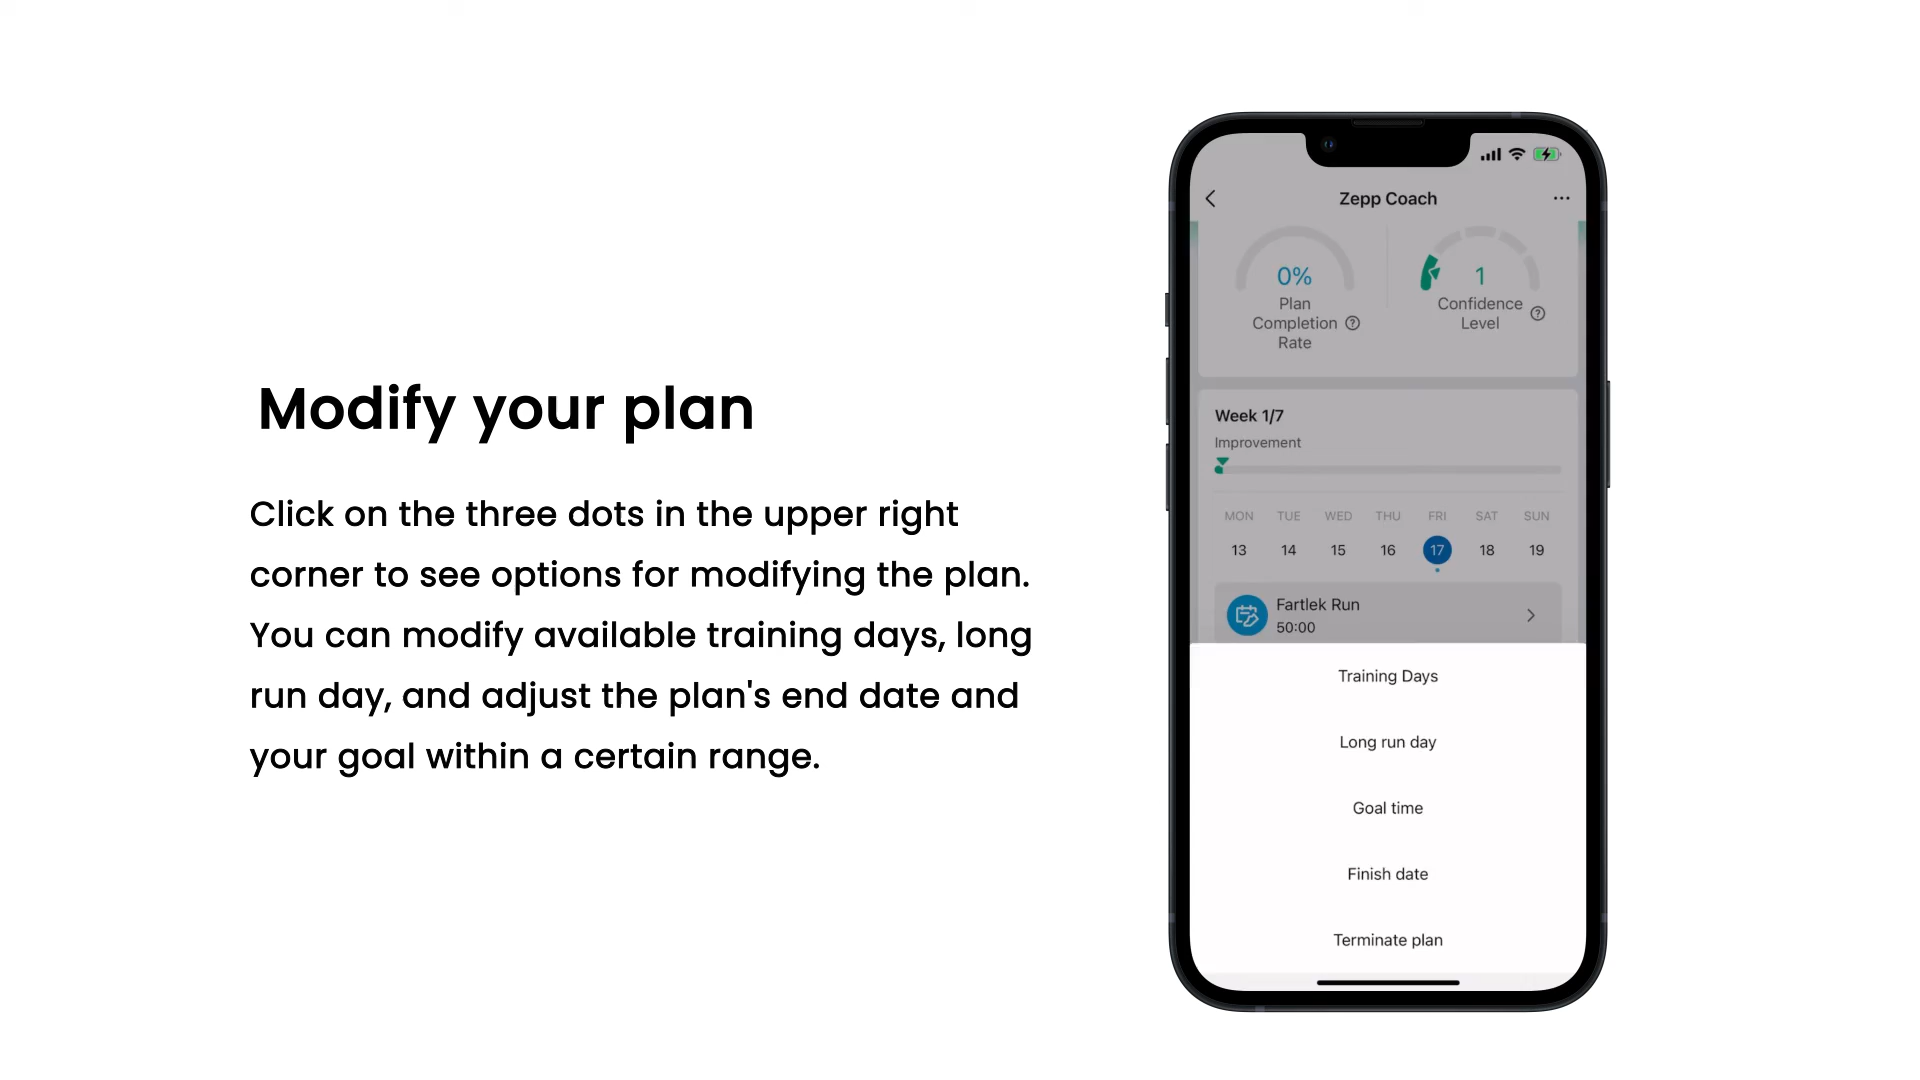 Modify your plan
Click on the three dots in the upper right
corner to see options for modifying the plan.
You can modify available training days, long
run day, and adjust the plan's end date and
your goal within a certain range.
Zepp Coach
0%
Plan
Completion
Rate
1
Confidence
Level
Week 1/7
Improvement
MON TUE WED THU FRI SAT SUN
13 14 15 16 17 18 19
Fartlek Run
50:00
Training Days
Long run day
Goal time
Finish date
Terminate plan